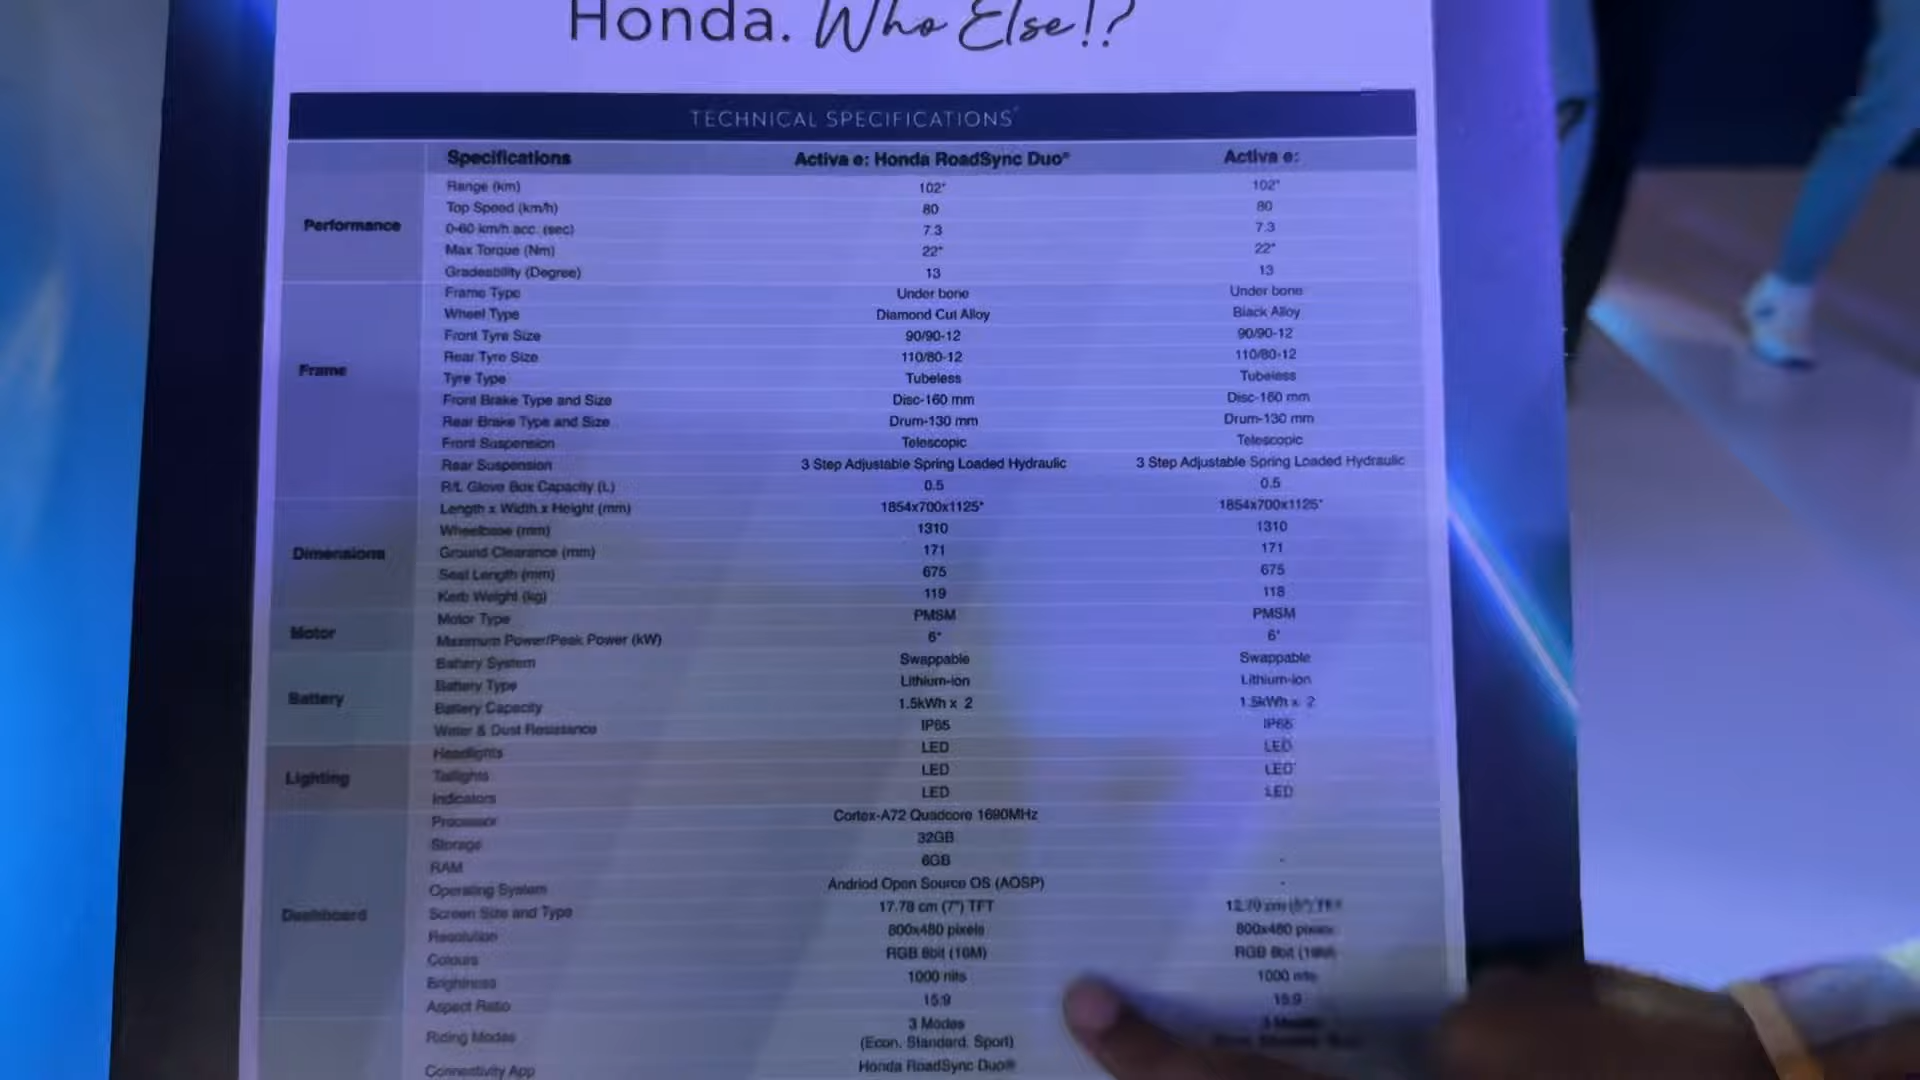 Honda. Who Else!?
TECHNICAL SPECIFICATIONS*
Specifications Activa e: Honda RoadSync Duo® Activa e:
Performance
Range (km) 102* 102*
Top Speed (km/h) 80 80
0-60 km/h acc. (sec) 7.3 7.3
Max Torque (Nm) 22* 22*
Gradeability (Degree) 13 13
Frame
Frame Type Under bone Under bone
Wheel Type Diamond Cut Alloy Black Alloy
Front Tyre Size 90/90-12 90/90-12
Rear Tyre Size 110/80-12 110/80-12
Tyre Type Tubeless Tubeless
Front Brake Type and Size Disc-160 mm Disc-160 mm
Rear Brake Type and Size Drum-130 mm Drum-130 mm
Front Suspension Telescopic Telescopic
Rear Suspension 3 Step Adjustable Spring Loaded Hydraulic 3 Step Adjustable Spring Loaded Hydraulic
R/L Glove Box Capacity (L) 0.5 0.5
Dimensions
Length x Width x Height (mm) 1854x700x1125* 1854x700x1125*
Wheelbase (mm) 1310 1310
Ground Clearance (mm) 171 171
Seat Length (mm) 675 675
Kerb Weight (kg) 119 118
Motor
Motor Type PMSM PMSM
Maximum Power/Peak Power (kW) 6* 6*
Battery
Battery System Swappable Swappable
Battery Type Lithium-ion Lithium-ion
Battery Capacity 1.5kWh x 2 1.5kWh x 2
Water & Dust Resistance IP65 IP65
Lighting
Headlights LED LED
Taillights LED LED
Indicators LED LED
Dashboard
Processor Cortex-A72 Quadcore 1690MHz
Storage 32GB
RAM 6GB -
Operating System Andriod Open Source OS (AOSP) -
Screen Size and Type 17.78 cm (7") TFT
Resolution 800x480 pixels 800x480 pixels
Colours RGB 8bit (16M) RGB 8bit
Brightness 1000 nits 1000 nits
Aspect Ratio 15:9 15:9
Riding Modes 3 Modes
(Econ, Standard, Sport)
Connectivity App Honda RoadSync Duo®